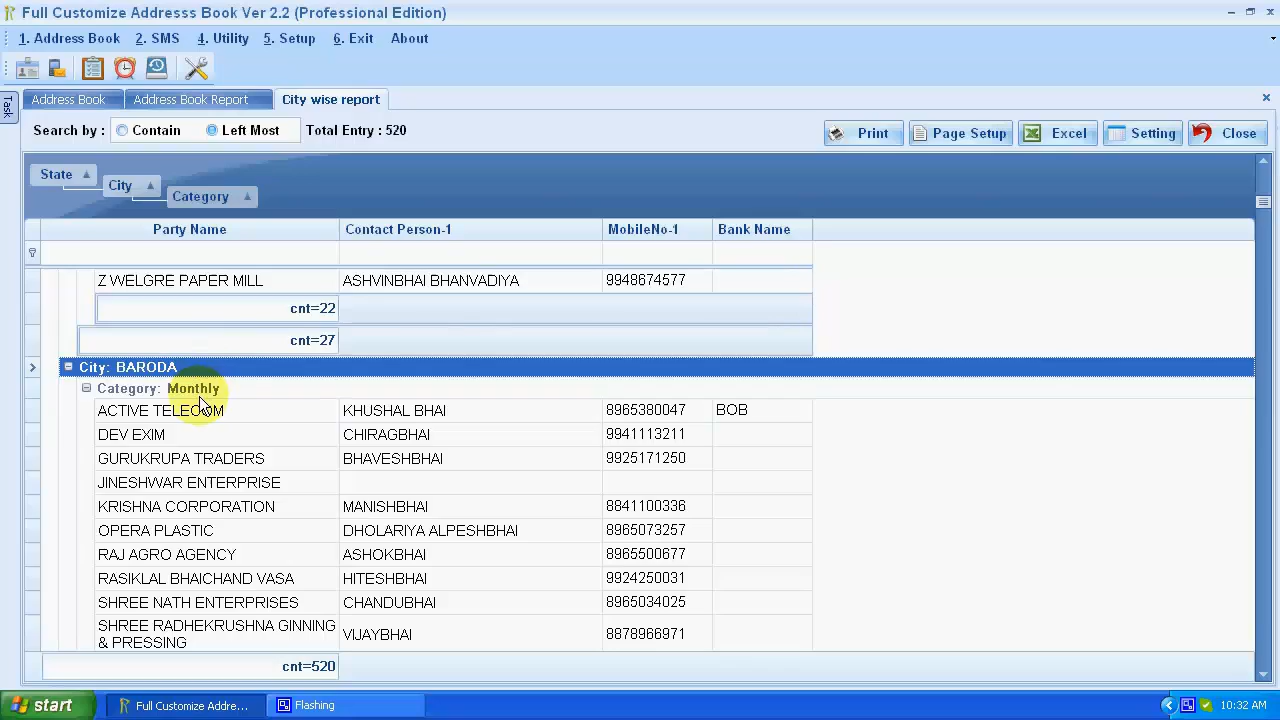 Full Customize Addresss Book Ver 2.2 (Professional Edition)
1. Address Book 2. SMS 4. Utility 5. Setup 6. Exit About
Task
Address Book Address Book Report City wise report
Search by : Contain Left Most Total Entry : 520
Print Page Setup Excel Setting Close
State
City
Category
Party Name Contact Person-1 MobileNo-1 Bank Name
Z WELGRE PAPER MILL ASHVINBHAI BHANVADIYA 9948674577
cnt=22
cnt=27
City: BARODA
Category: Monthly
ACTIVE TELECOM KHUSHAL BHAI 8965380047 BOB
DEV EXIM CHIRAGBHAI 9941113211
GURUKRUPA TRADERS BHAVESHBHAI 9925171250
JINESHWAR ENTERPRISE
KRISHNA CORPORATION MANISHBHAI 8841100336
OPERA PLASTIC DHOLARIYA ALPESHBHAI 8965073257
RAJ AGRO AGENCY ASHOKBHAI 8965500677
RASIKLAL BHAICHAND VASA HITESHBHAI 9924250031
SHREE NATH ENTERPRISES CHANDUBHAI 8965034025
SHREE RADHEKRUSHNA GINNING
& PRESSING VIJAYBHAI 8878966971
cnt=520
start Full Customize Addre... Flashing 10:32 AM